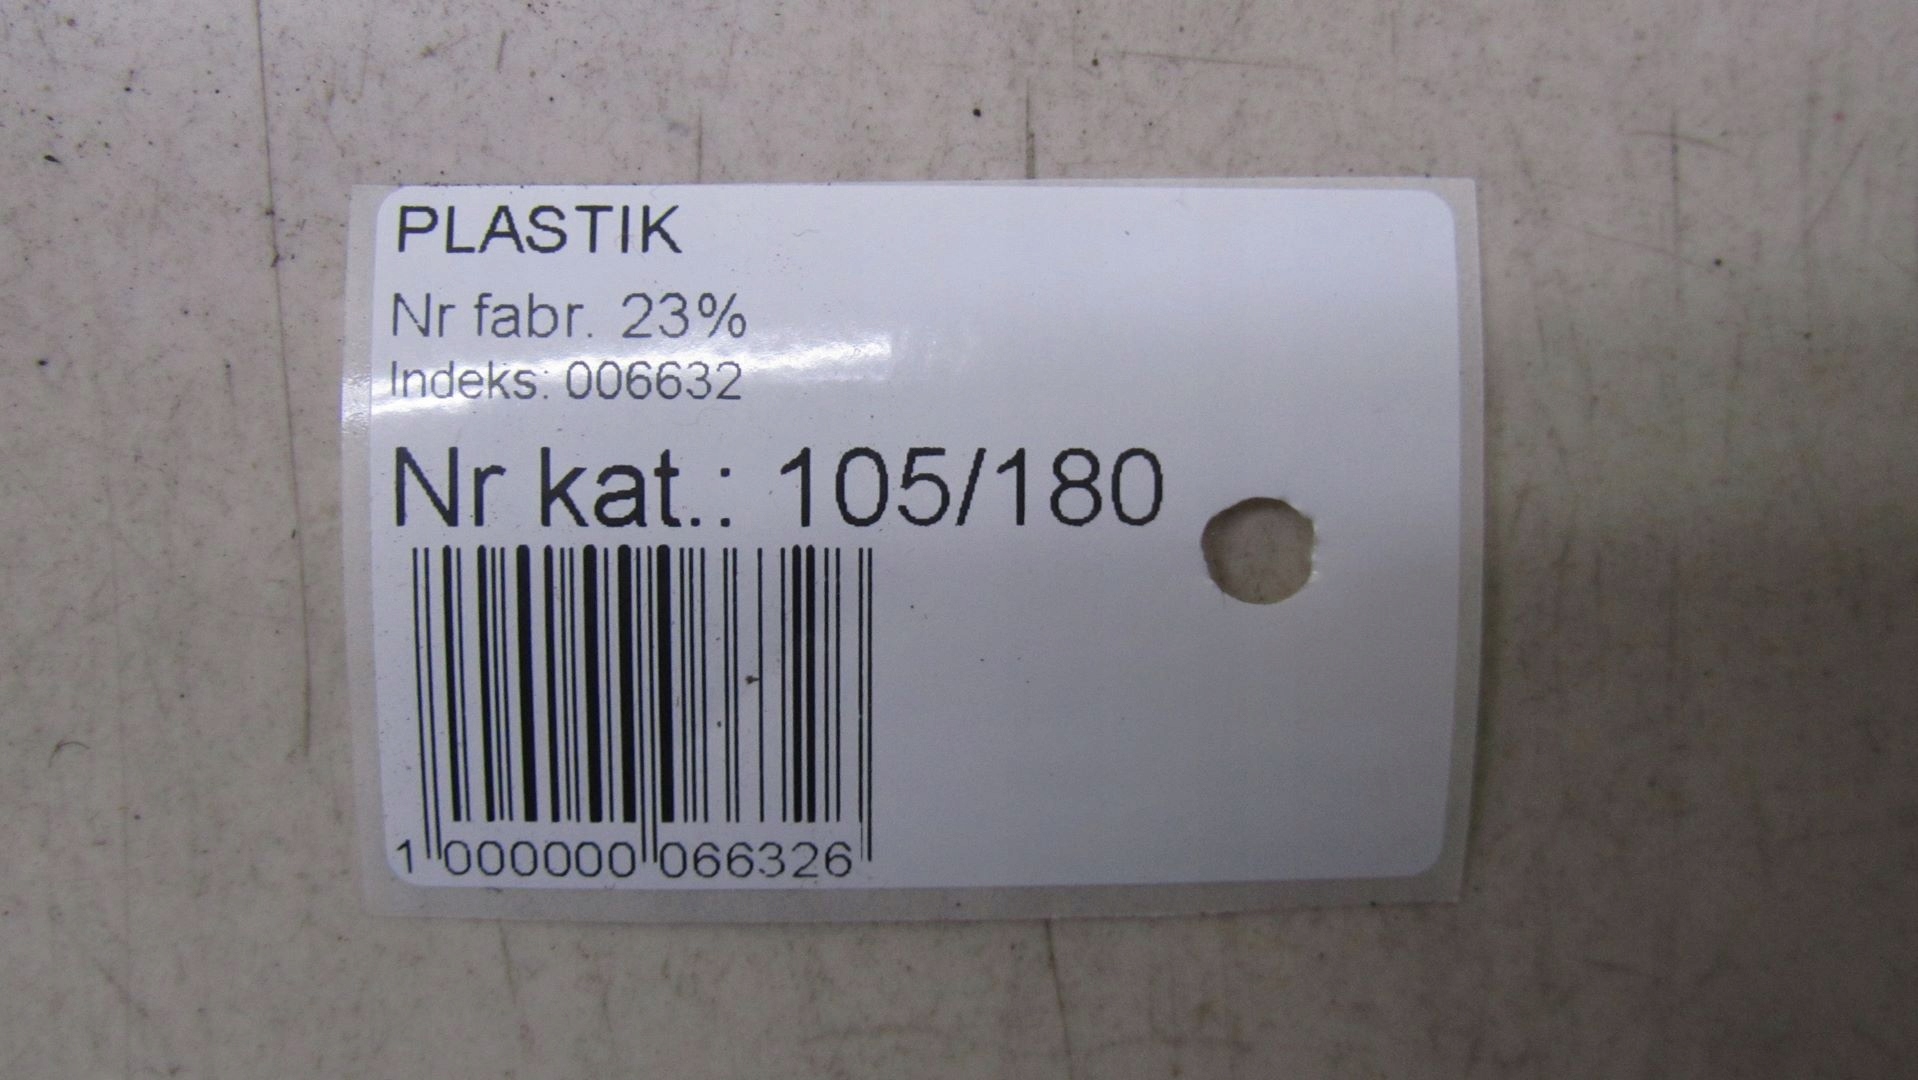 PLASTIK
Nr fabr. 23%
Indeks: 006632
Nr kat.: 105/180
1 000000 066326